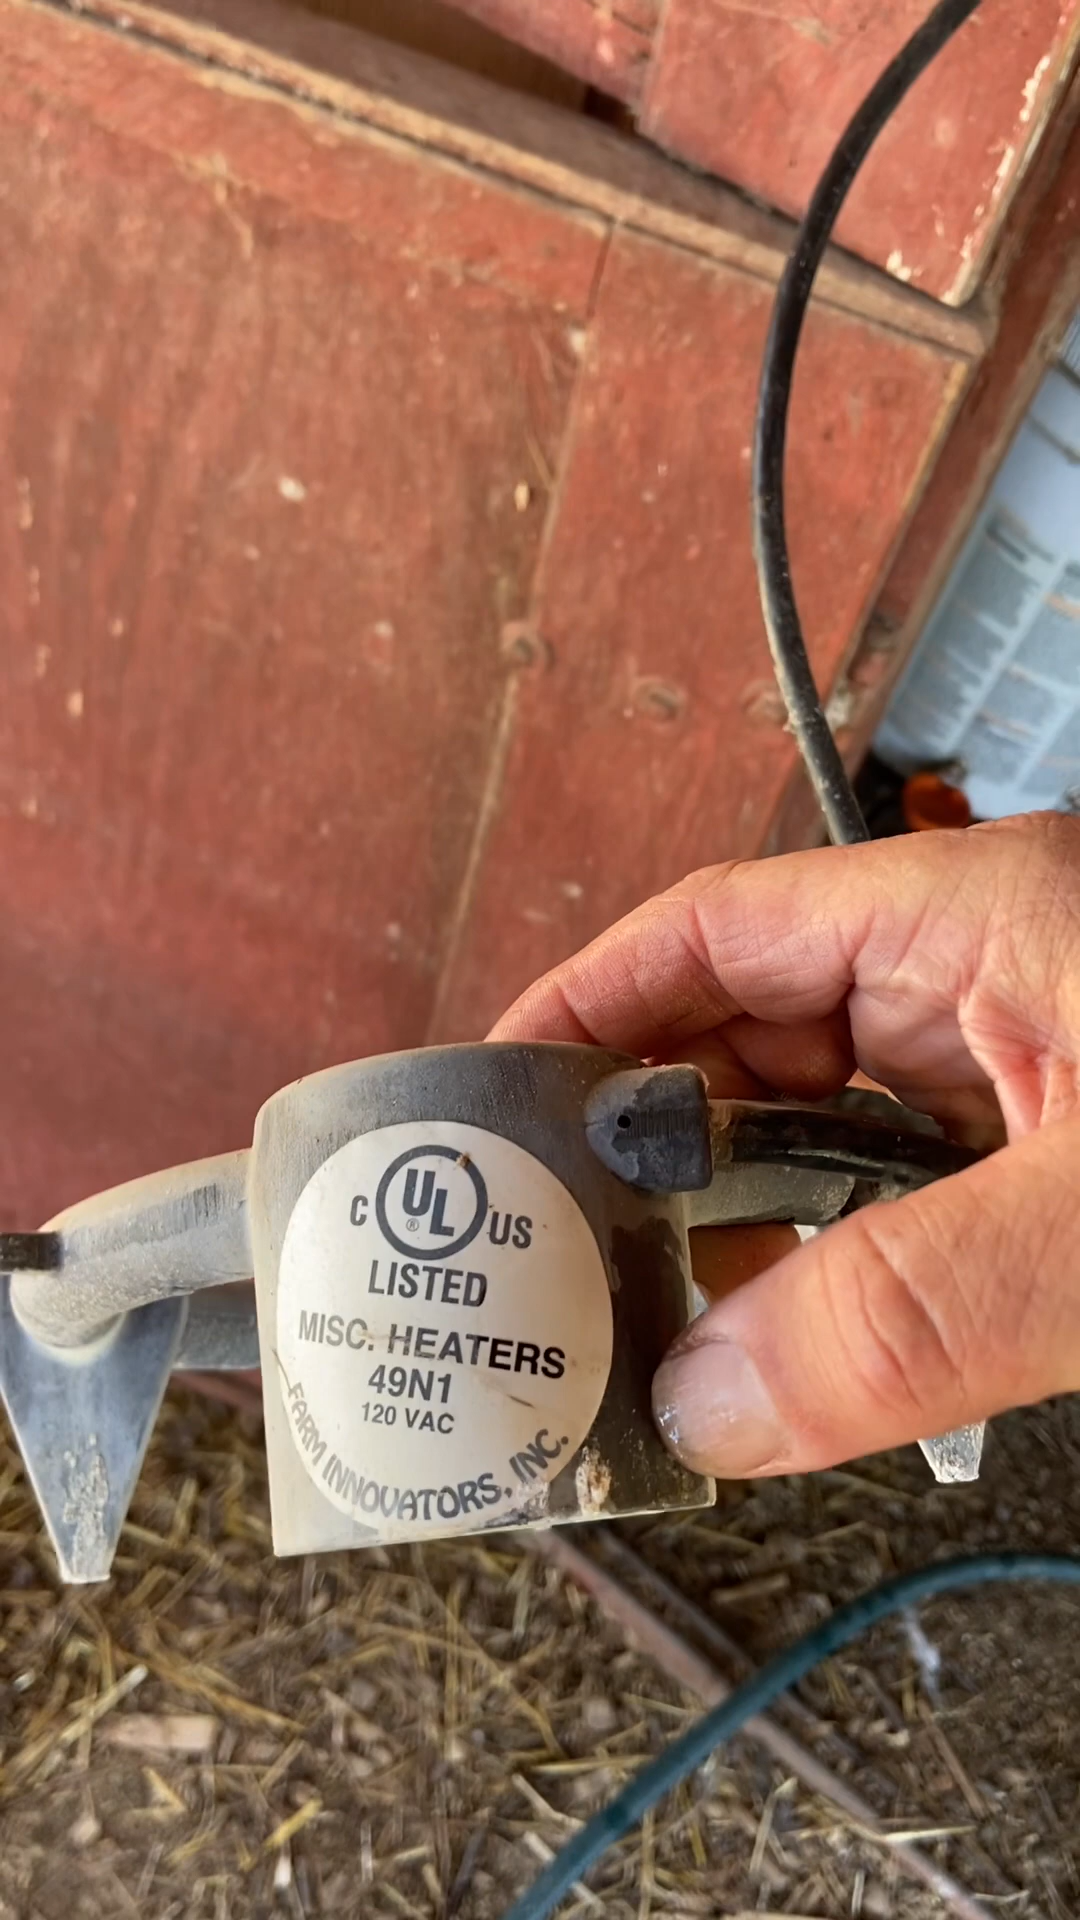 C UL® US
LISTED
MISC. HEATERS
49N1
120 VAC
FARM INNOVATORS, INC.